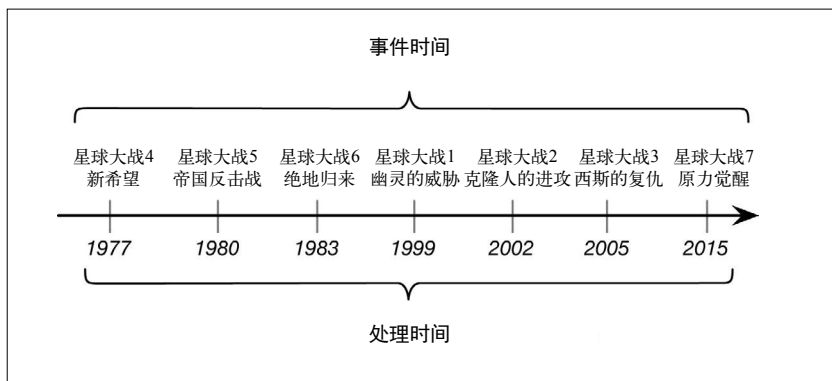 事件时间
星球大战4 星球大战5 星球大战6 星球大战1 星球大战2 星球大战3 星球大战7
新希望 帝国反击战 绝地归来 幽灵的威胁 克隆人的进攻 西斯的复仇 原力觉醒
1977 1980 1983 1999 2002 2005 2015
处理时间